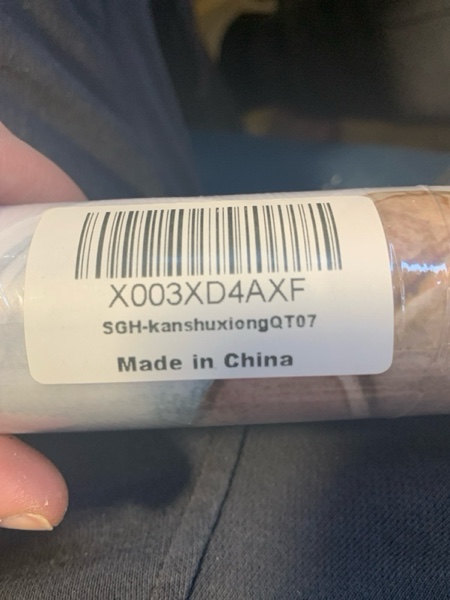 X003XD4AXF
SGH-kanshuxiongQT07
Made in China